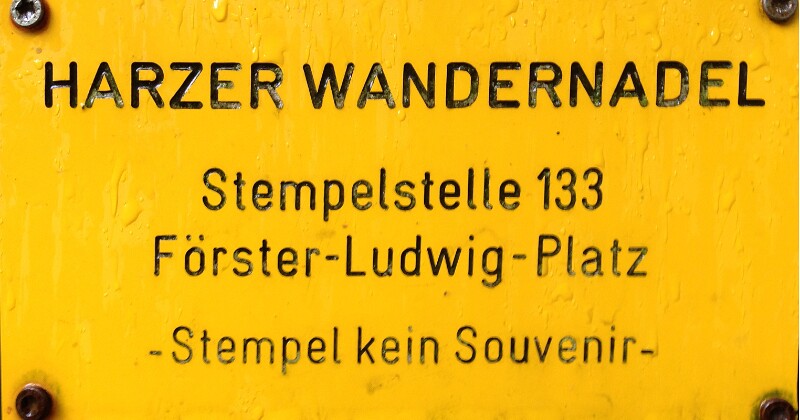 HARZER WANDERNADEL
Stempelstelle 133
Förster-Ludwig-Platz
-Stempel kein Souvenir-